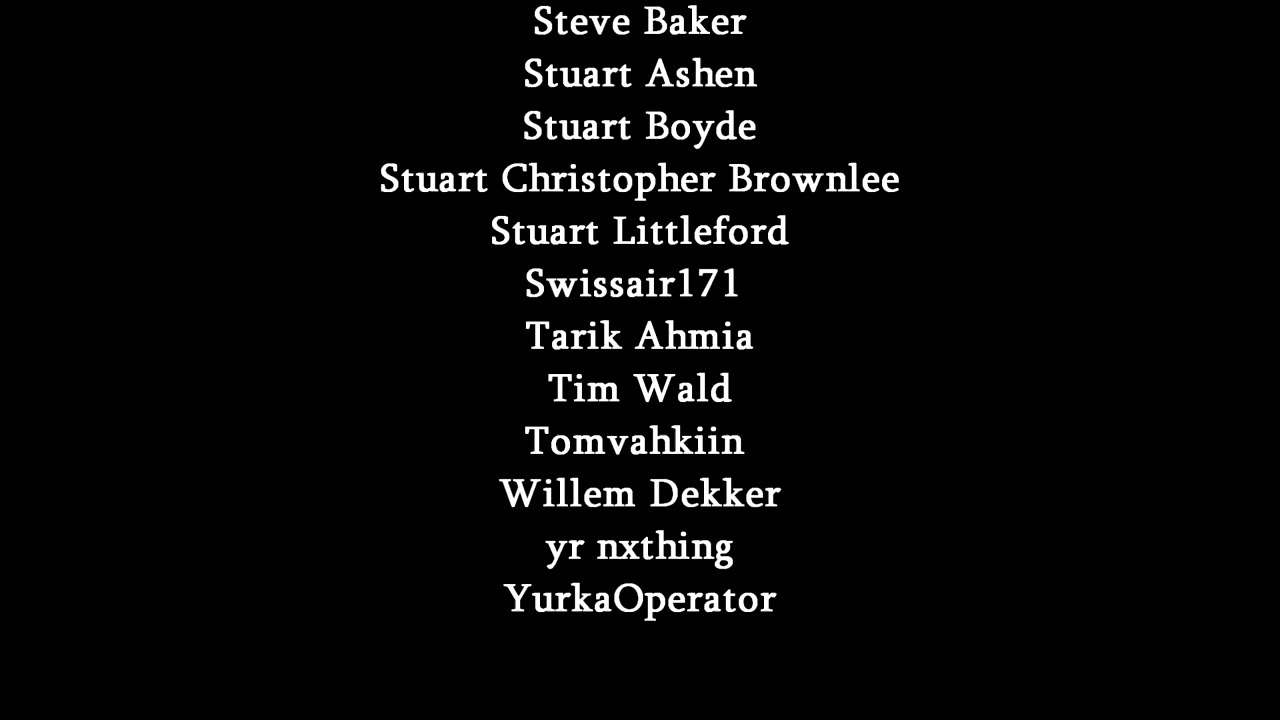 Steve Baker
Stuart Ashen
Stuart Boyde
Stuart Christopher Brownlee
Stuart Littleford
Swissair171
Tarik Ahmia
Tim Wald
Tomvahkiin
Willem Dekker
yr nxthing
YurkaOperator